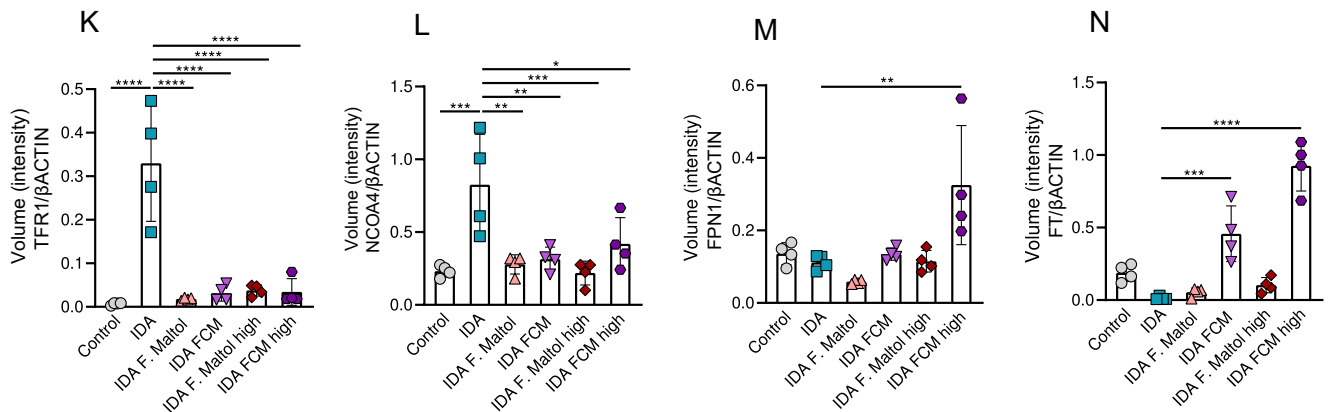 K
****
****
****
**** ****
Volume (intensity)
TFR1/βACTIN
0.5
0.4
0.3
0.2
0.1
0.0
Control
IDA
IDA F. Maltol
IDA FCM
IDA F. Maltol high
IDA FCM high
L
*
***
**
*** **
Volume (intensity)
NCOA4/βACTIN
1.5
1.0
0.5
0.0
Control
IDA
IDA F. Maltol
IDA FCM
IDA F. Maltol high
IDA FCM high
M
**
Volume (intensity)
FPN1/βACTIN
0.6
0.4
0.2
0.0
Control
IDA
IDA F. Maltol
IDA FCM
IDA F. Maltol high
IDA FCM high
N
****
***
Volume (intensity)
FT/βACTIN
1.5
1.0
0.5
0.0
Control
IDA
IDA F. Maltol
IDA FCM
IDA F. Maltol high
IDA FCM high